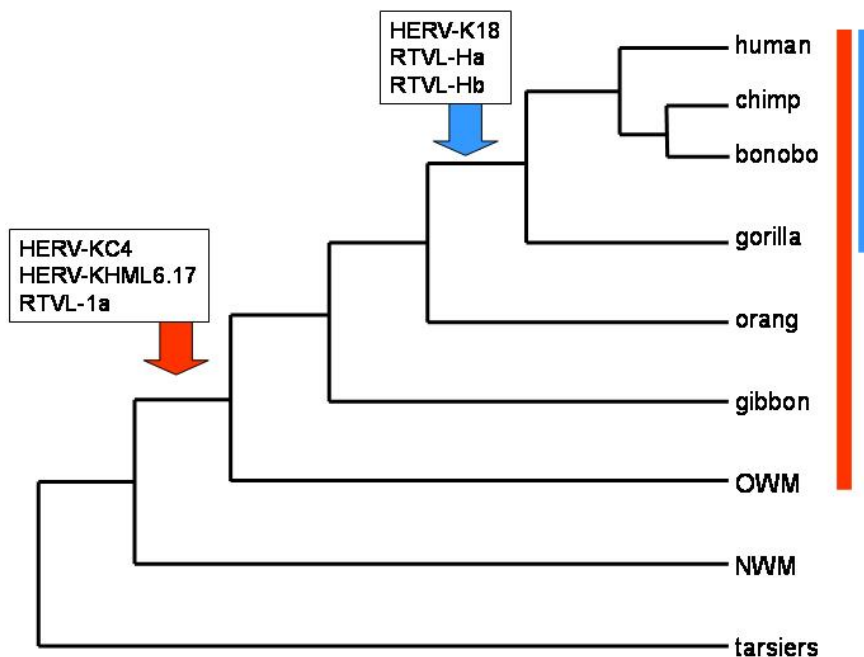 HERV-K18
RTVL-Ha
RTVL-Hb
human
chimp
bonobo
gorilla
HERV-KC4
HERV-KHML6.17
RTVL-1a
orang
gibbon
OWM
NWM
tarsiers